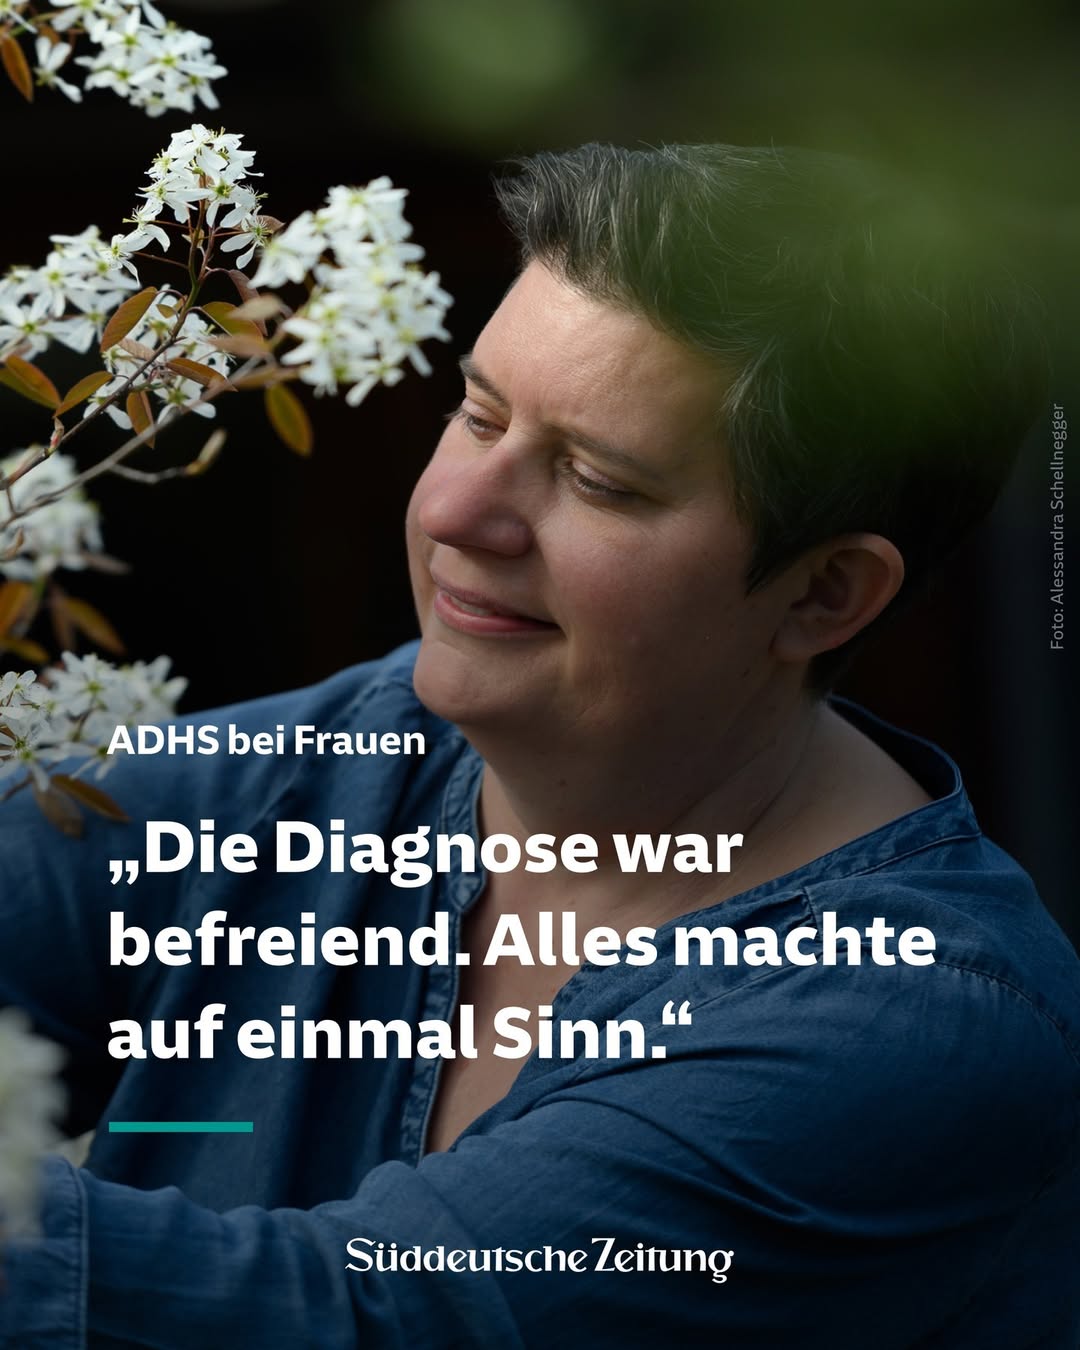 Foto: Alessandra Schellnegger
ADHS bei Frauen
„Die Diagnose war
befreiend. Alles machte
auf einmal Sinn.“
Süddeutsche Zeitung